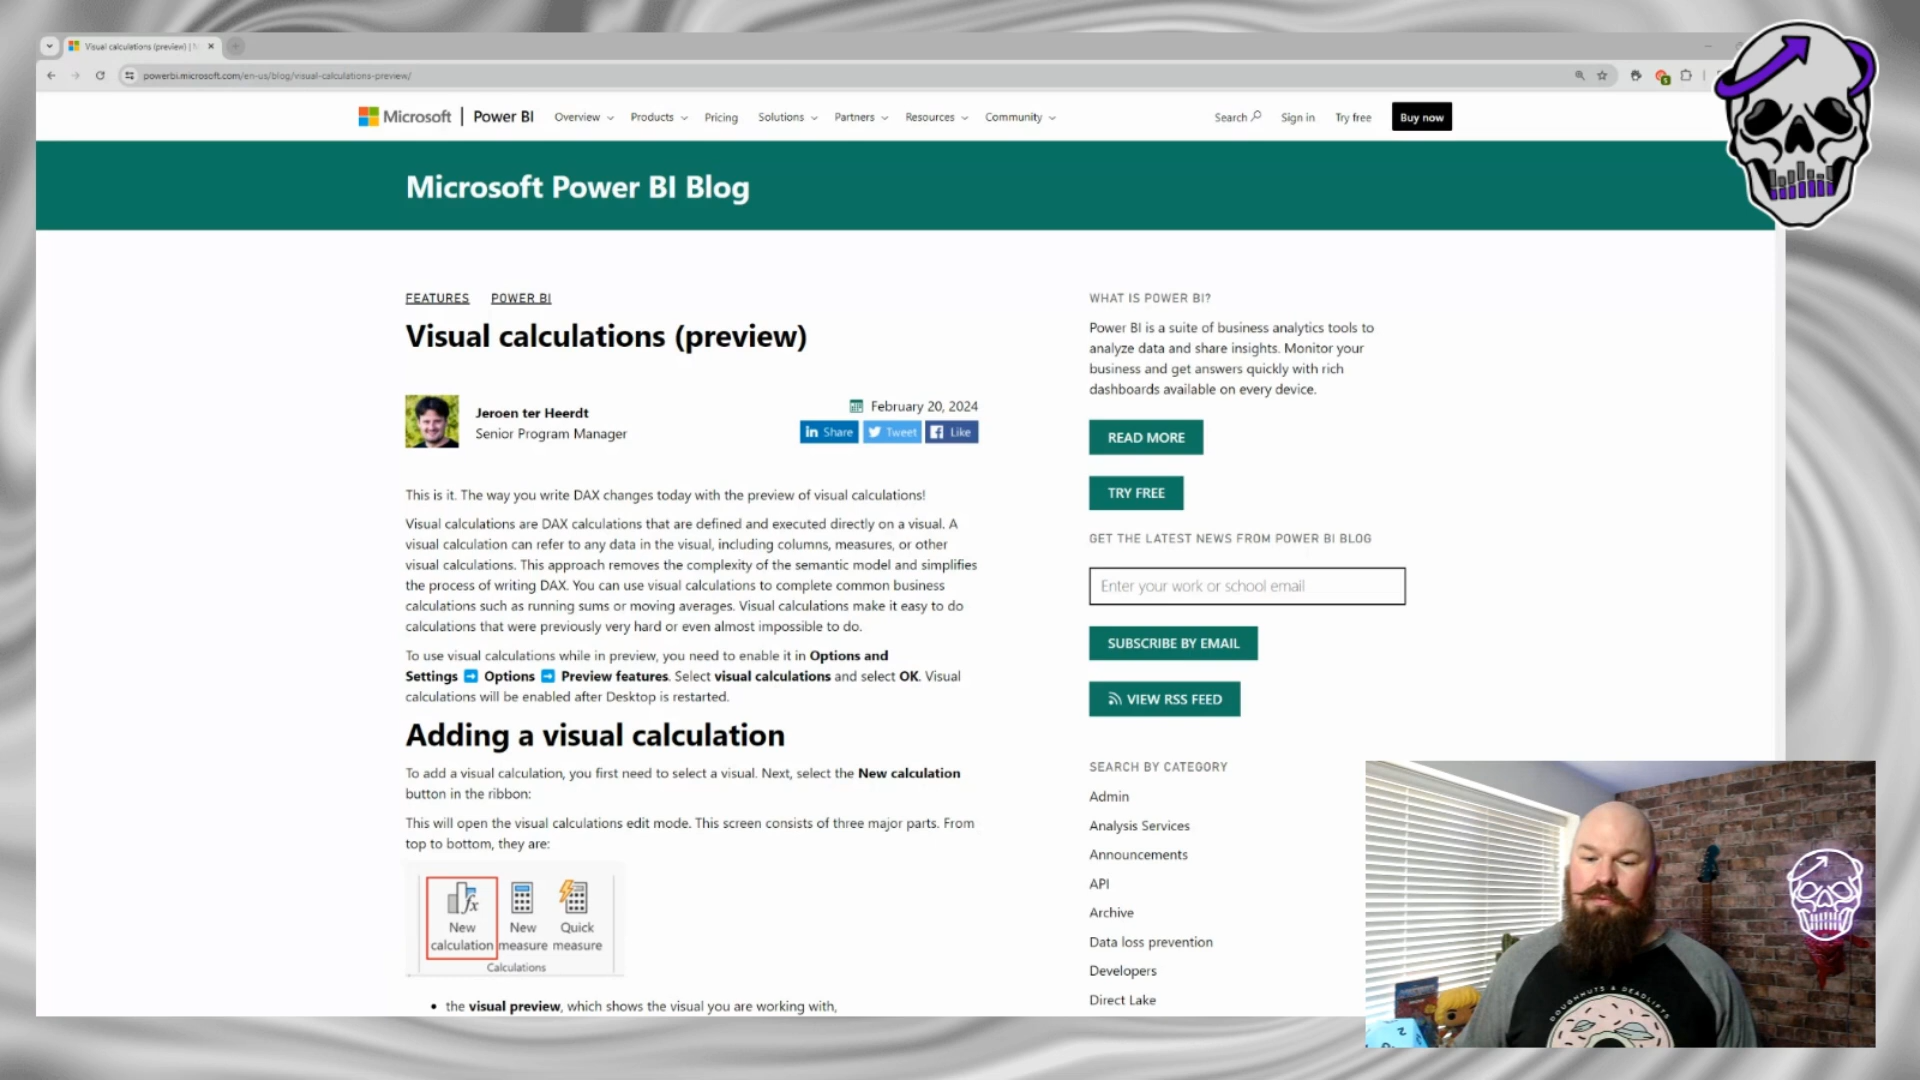 Visual calculations (preview) | M
powerbi.microsoft.com/en-us/blog/visual-calculations-preview/
Microsoft | Power BI Overview Products Pricing Solutions Partners Resources Community Search Sign in Try free Buy now
Microsoft Power BI Blog
FEATURES POWER BI
Visual calculations (preview)
Jeroen ter Heerdt
Senior Program Manager
February 20, 2024
in Share Tweet Like
This is it. The way you write DAX changes today with the preview of visual calculations!
Visual calculations are DAX calculations that are defined and executed directly on a visual. A
visual calculation can refer to any data in the visual, including columns, measures, or other
visual calculations. This approach removes the complexity of the semantic model and simplifies
the process of writing DAX. You can use visual calculations to complete common business
calculations such as running sums or moving averages. Visual calculations make it easy to do
calculations that were previously very hard or even almost impossible to do.
To use visual calculations while in preview, you need to enable it in Options and
Settings ➡ Options ➡ Preview features. Select visual calculations and select OK. Visual
calculations will be enabled after Desktop is restarted.
Adding a visual calculation
To add a visual calculation, you first need to select a visual. Next, select the New calculation
button in the ribbon:
This will open the visual calculations edit mode. This screen consists of three major parts. From
top to bottom, they are:
fx
New calculation
New measure
Quick measure
Calculations
• the visual preview, which shows the visual you are working with,
WHAT IS POWER BI?
Power BI is a suite of business analytics tools to
analyze data and share insights. Monitor your
business and get answers quickly with rich
dashboards available on every device.
READ MORE
TRY FREE
GET THE LATEST NEWS FROM POWER BI BLOG
Enter your work or school email
SUBSCRIBE BY EMAIL
VIEW RSS FEED
SEARCH BY CATEGORY
Admin
Analysis Services
Announcements
API
Archive
Data loss prevention
Developers
Direct Lake
DOUGHNUTS & DEADLIFTS
2